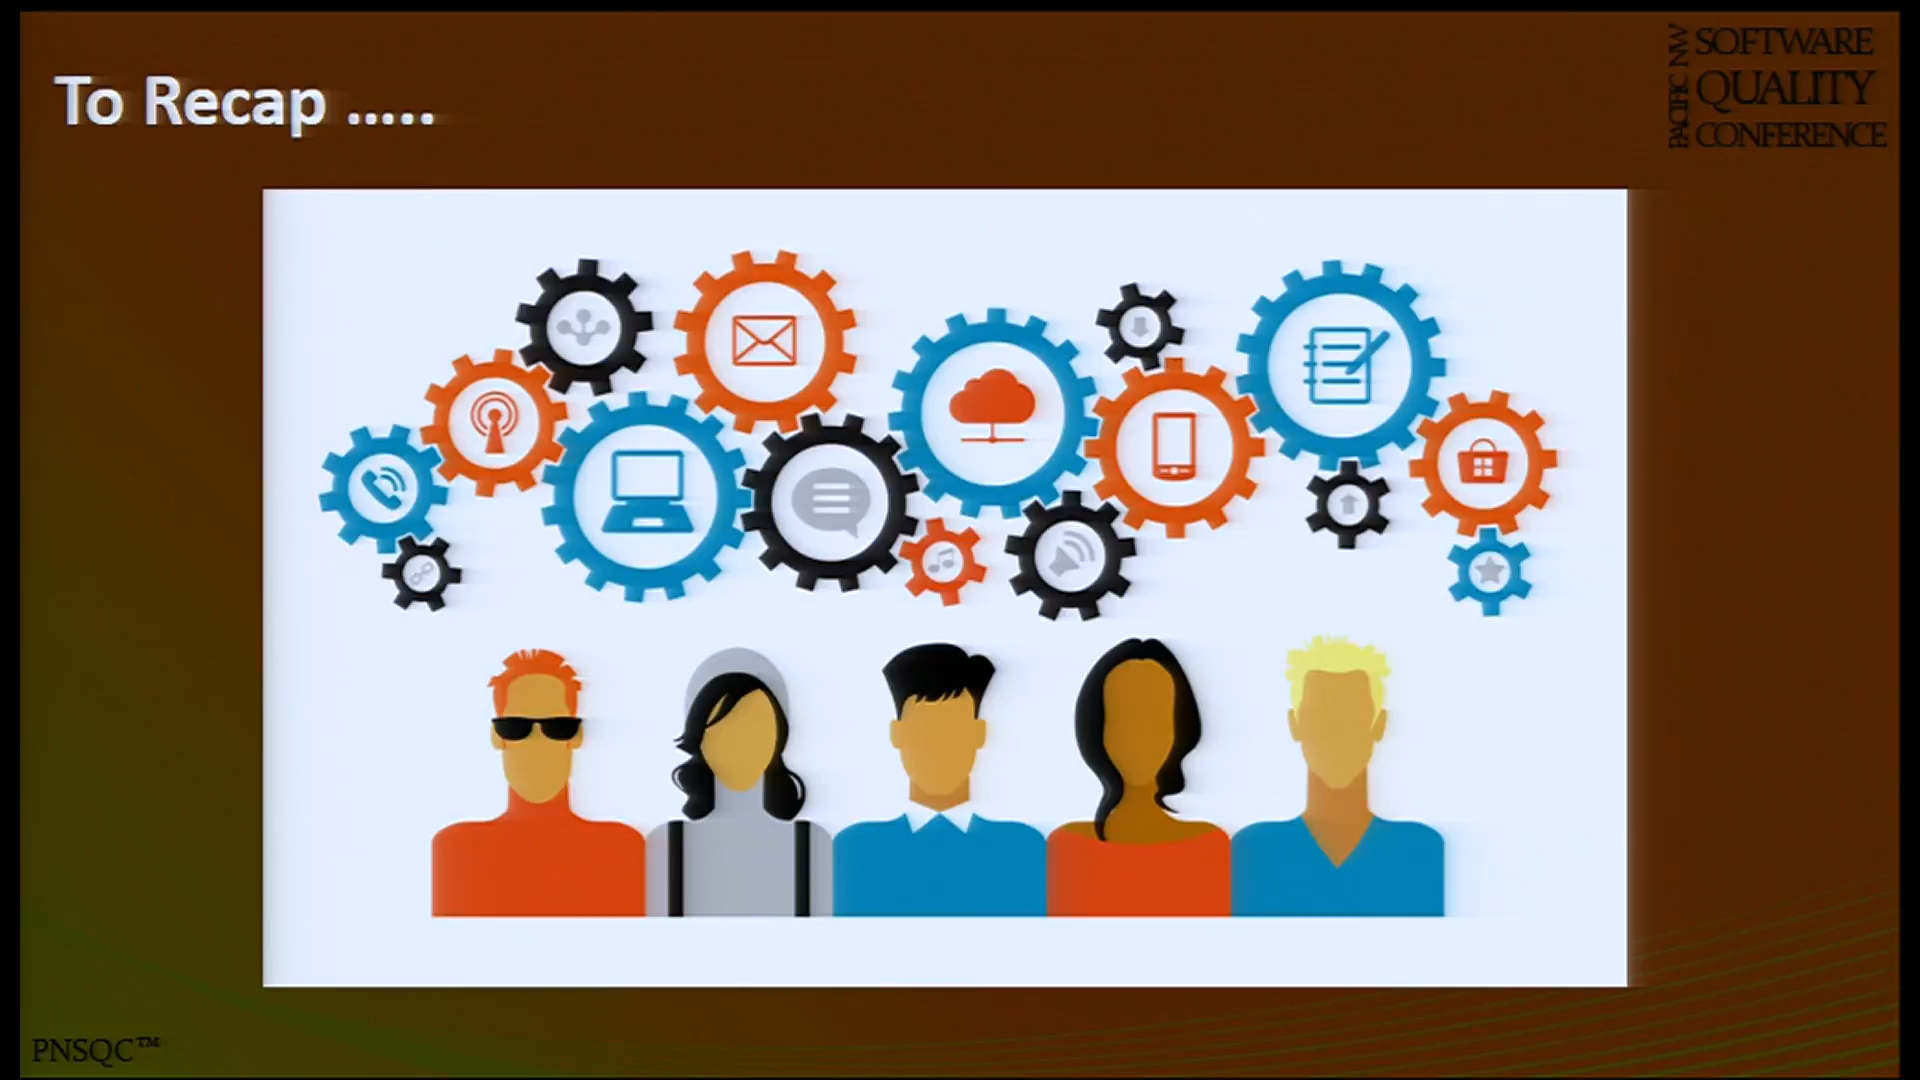 To Recap .....
PACIFIC NW
SOFTWARE
QUALITY
CONFERENCE
PNSQC™